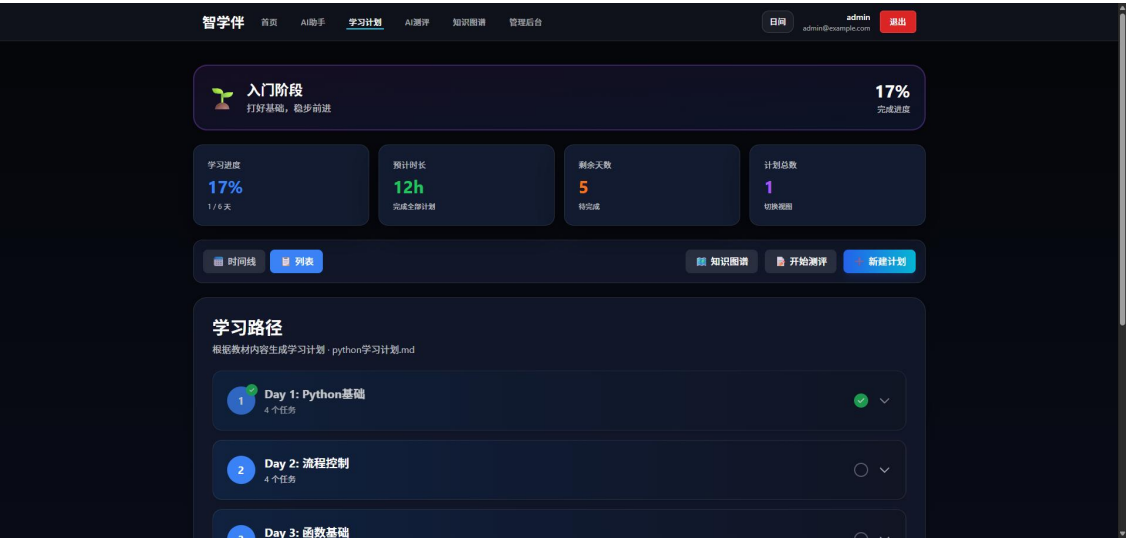 智学伴 首页 AI助手 学习计划 AI测评 知识图谱 管理后台 日间 admin 退出
admin@example.com
入门阶段
打好基础，稳步前进
17%
完成进度
学习进度 预计时长 剩余天数 计划总数
17% 12h 5 1
1 / 6 天 完成全部计划 待完成 切换视图
时间线 列表 知识图谱 开始测评 新建计划
学习路径
根据教材内容生成学习计划 · python学习计划.md
1 Day 1: Python基础
4 个任务
2 Day 2: 流程控制
4 个任务
3 Day 3: 函数基础